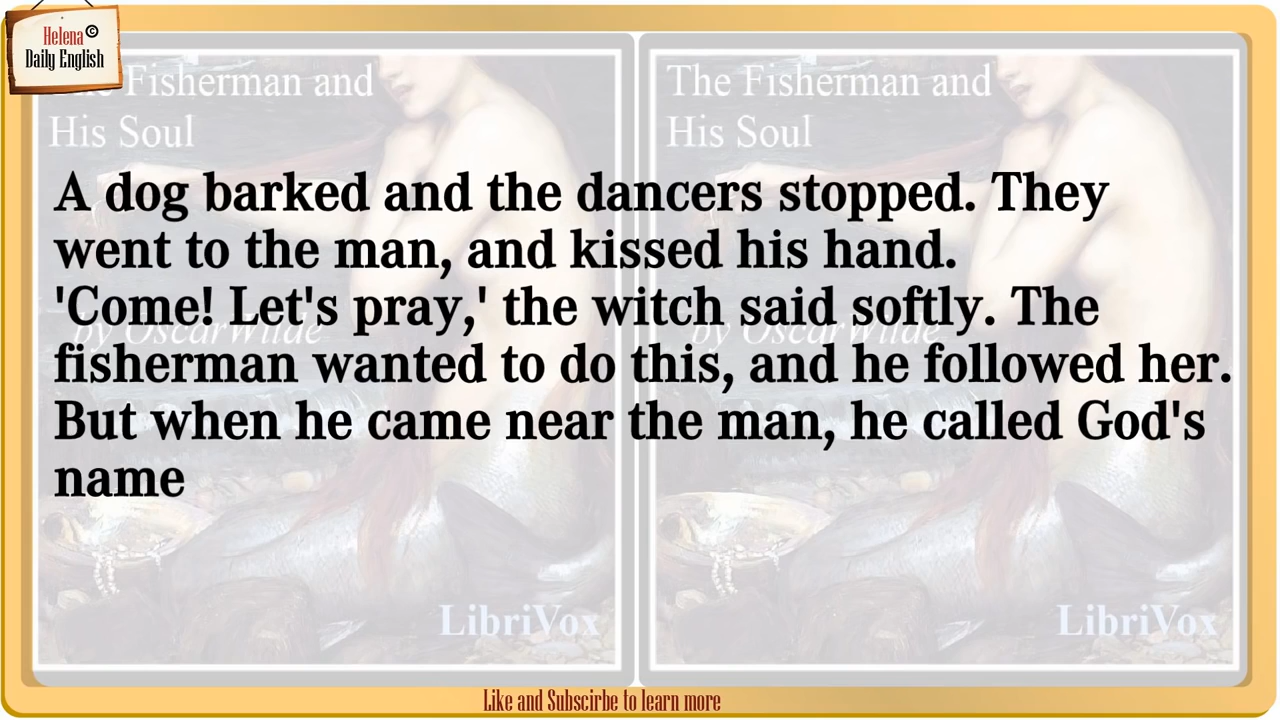 Helena©
Daily English
The Fisherman and
His Soul
The Fisherman and
His Soul
A dog barked and the dancers stopped. They
went to the man, and kissed his hand.
'Come! Let's pray,' the witch said softly. The
by Oscar Wilde
by Oscar Wilde
fisherman wanted to do this, and he followed her.
But when he came near the man, he called God's
name
LibriVox
LibriVox
Like and Subscirbe to learn more